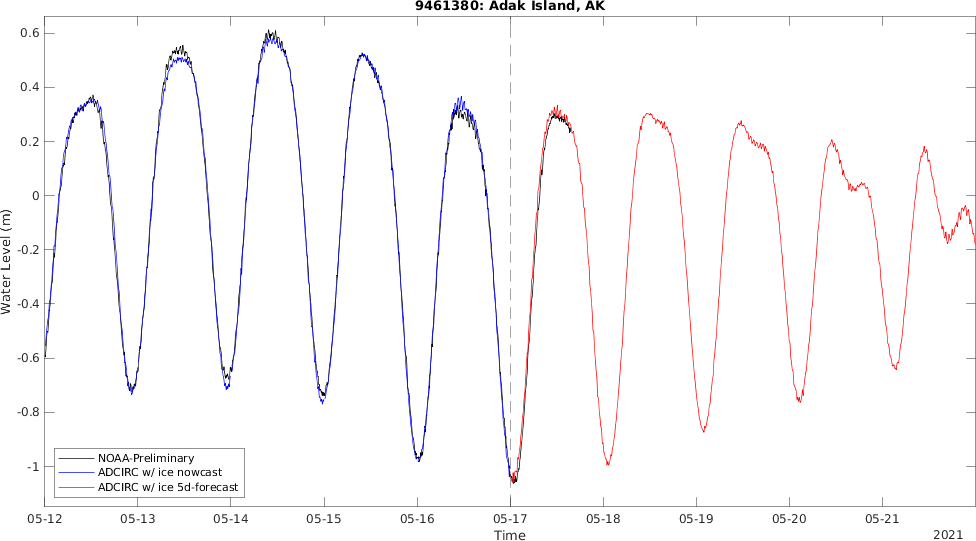 9461380: Adak Island, AK
0.6
0.4
0.2
0
-0.2
-0.4
-0.6
-0.8
-1
Water Level (m)
NOAA-Preliminary
ADCIRC w/ ice nowcast
ADCIRC w/ ice 5d-forecast
05-12 05-13 05-14 05-15 05-16 05-17 05-18 05-19 05-20 05-21
Time
2021